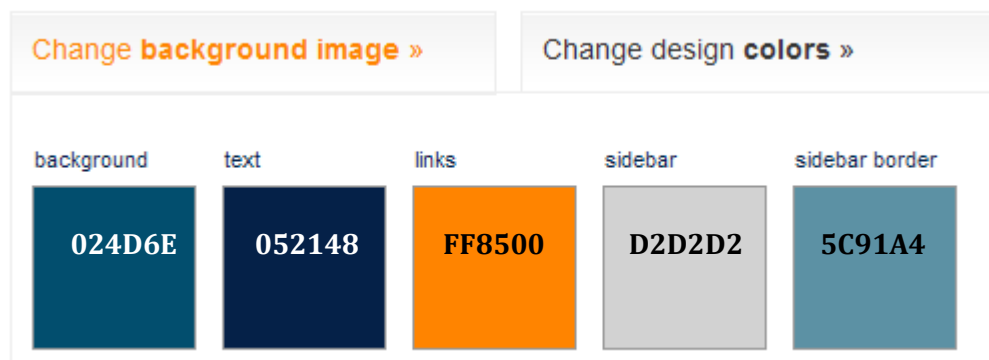 Change background image »
Change design colors »
background text links sidebar sidebar border
024D6E 052148 FF8500 D2D2D2 5C91A4